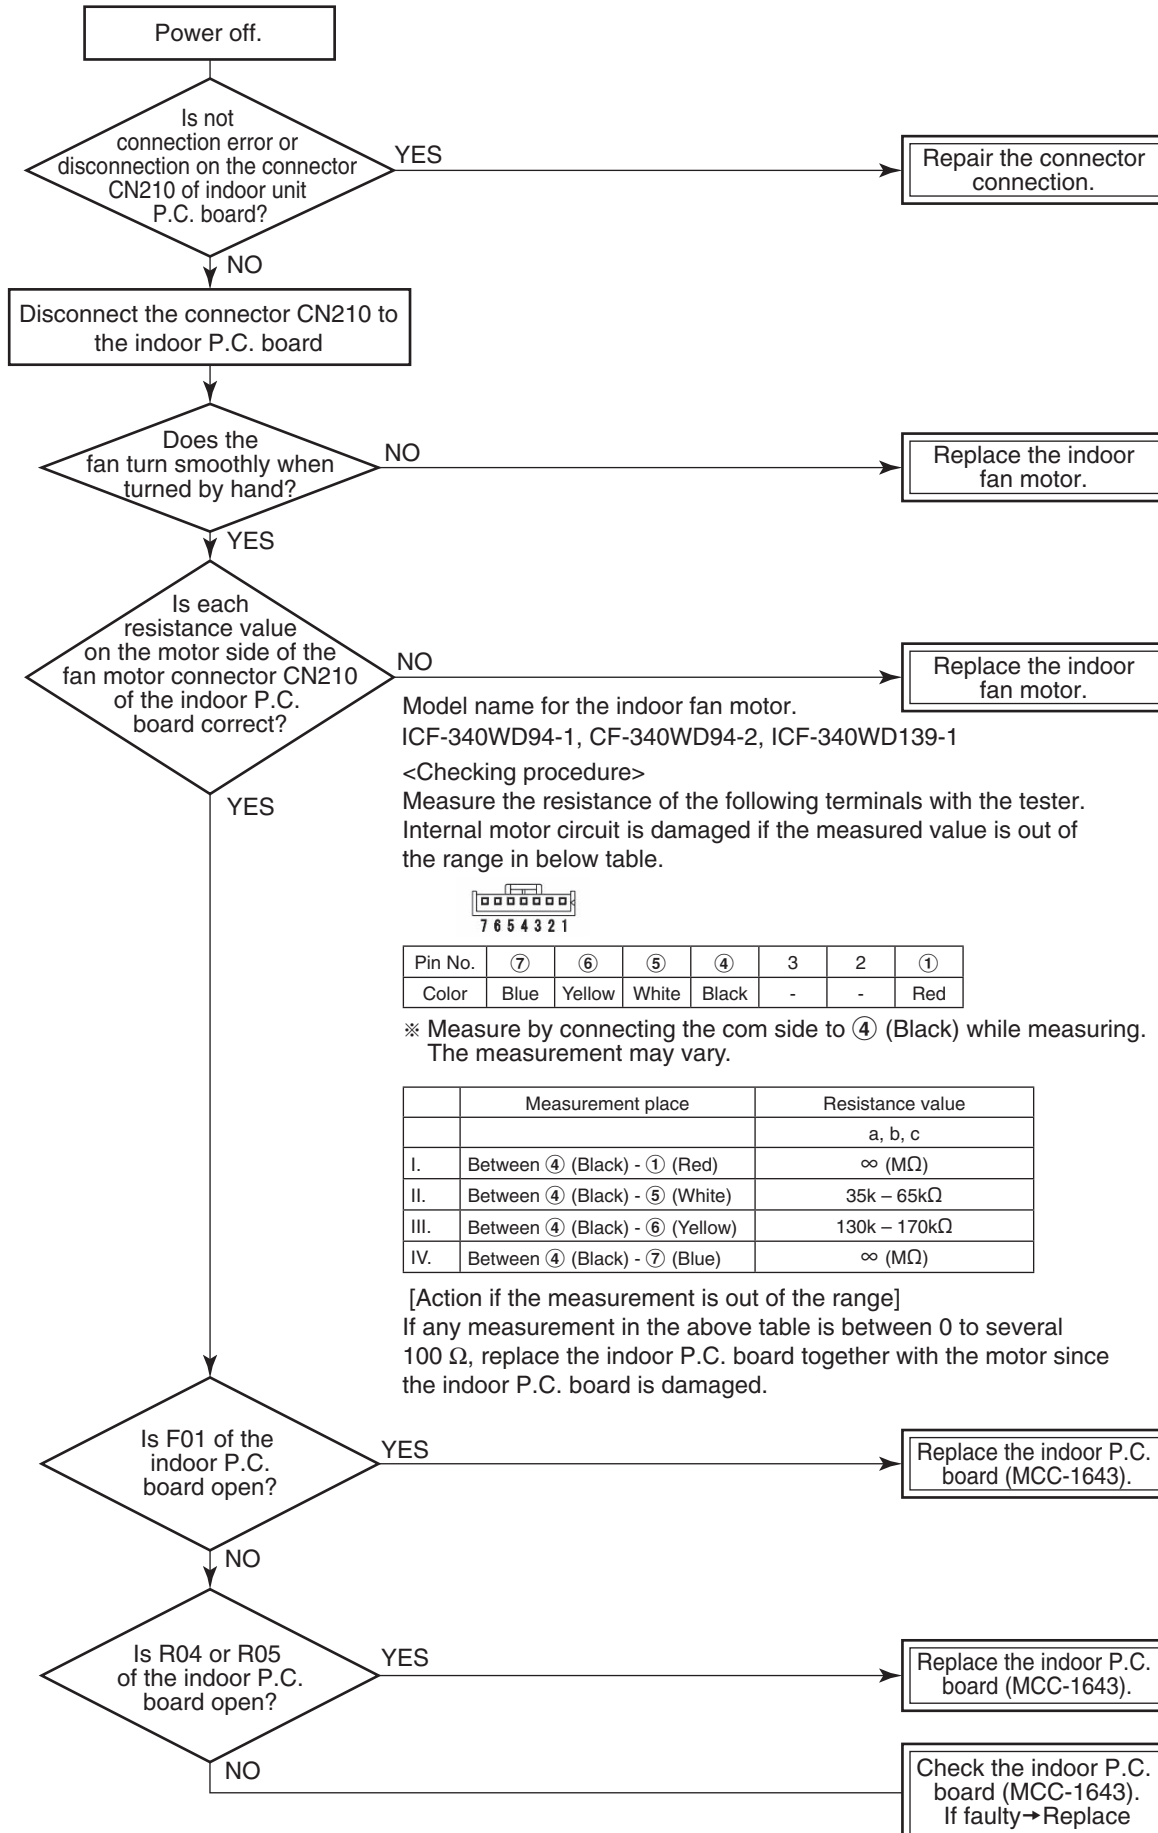 Power off.
Is not
connection error or
disconnection on the connector
CN210 of indoor unit
P.C. board?
YES
Repair the connector
connection.
NO
Disconnect the connector CN210 to
the indoor P.C. board
Does the
fan turn smoothly when
turned by hand?
NO
Replace the indoor
fan motor.
YES
Is each
resistance value
on the motor side of the
fan motor connector CN210
of the indoor P.C.
board correct?
NO
Replace the indoor
fan motor.
YES
Model name for the indoor fan motor.
ICF-340WD94-1, CF-340WD94-2, ICF-340WD139-1
<Checking procedure>
Measure the resistance of the following terminals with the tester.
Internal motor circuit is damaged if the measured value is out of
the range in below table.
7 6 5 4 3 2 1
Pin No. ⑦ ⑥ ⑤ ④ 3 2 ①
Color Blue Yellow White Black - - Red
※ Measure by connecting the com side to ④ (Black) while measuring.
The measurement may vary.
Measurement place Resistance value
a, b, c
I. Between ④ (Black) - ① (Red) ∞ (MΩ)
II. Between ④ (Black) - ⑤ (White) 35k – 65kΩ
III. Between ④ (Black) - ⑥ (Yellow) 130k – 170kΩ
IV. Between ④ (Black) - ⑦ (Blue) ∞ (MΩ)
[Action if the measurement is out of the range]
If any measurement in the above table is between 0 to several
100 Ω, replace the indoor P.C. board together with the motor since
the indoor P.C. board is damaged.
Is F01 of the
indoor P.C.
board open?
YES
Replace the indoor P.C.
board (MCC-1643).
NO
Is R04 or R05
of the indoor P.C.
board open?
YES
Replace the indoor P.C.
board (MCC-1643).
NO
Check the indoor P.C.
board (MCC-1643).
If faulty→Replace